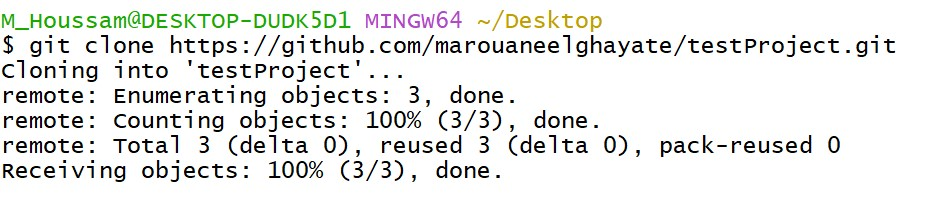 M_Houssam@DESKTOP-DUDK5D1 MINGW64 ~/Desktop
$ git clone https://github.com/marouaneelghayate/testProject.git
Cloning into 'testProject'...
remote: Enumerating objects: 3, done.
remote: Counting objects: 100% (3/3), done.
remote: Total 3 (delta 0), reused 3 (delta 0), pack-reused 0
Receiving objects: 100% (3/3), done.